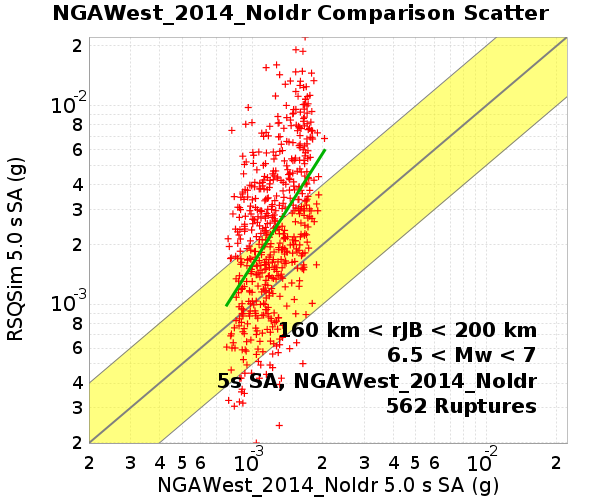 NGAWest_2014_NoIdr Comparison Scatter
RSQSim 5.0 s SA (g)
2
10-2
8
6
4
3
2
10-3
8
6
4
3
2
160 km < rJB < 200 km
6.5 < Mw < 7
5s SA, NGAWest_2014_NoIdr
562 Ruptures
2 3 4 5 6 10-3 2 3 4 5 6 10-2 2
NGAWest_2014_NoIdr 5.0 s SA (g)